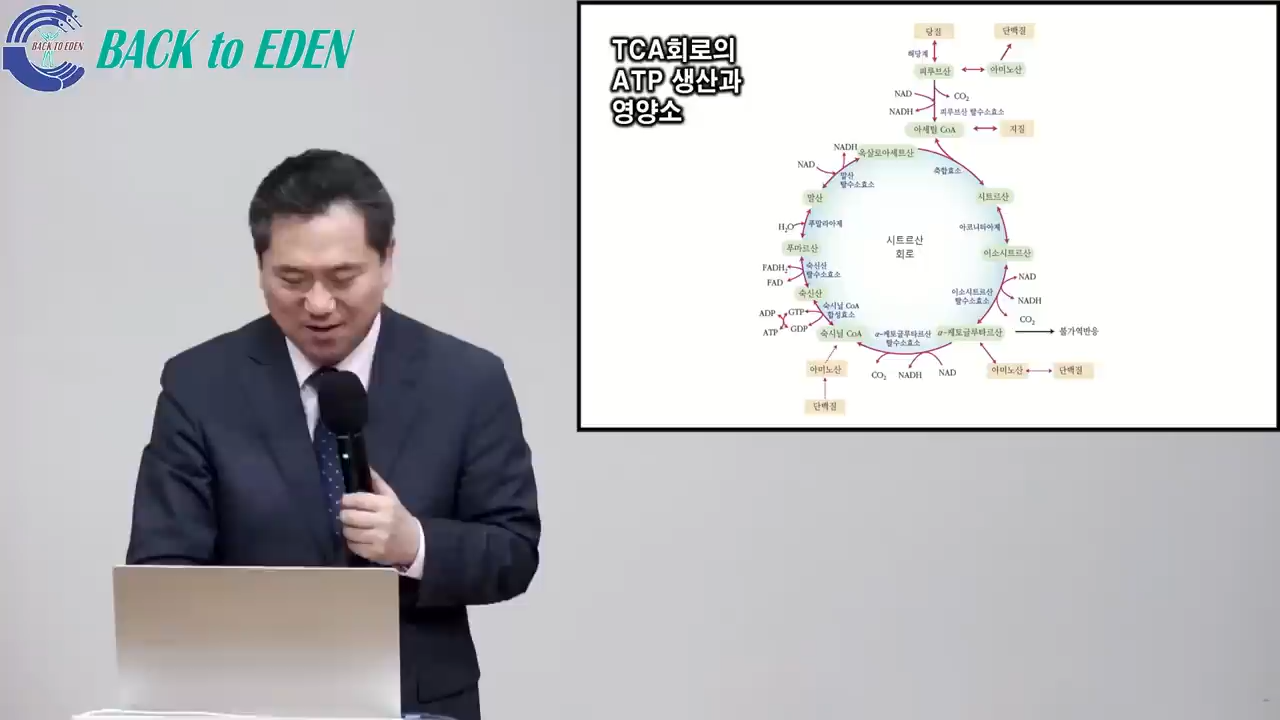 BACK TO EDEN
BACK to EDEN
TCA회로의
ATP 생산과
영양소
당질
단백질
해당계
피루브산
아미노산
NAD
CO₂
NADH
피루브산 탈수소효소
아세틸 CoA
지질
NADH
옥살로아세트산
NAD
말산
탈수소효소
축합효소
말산
시트르산
H₂O
푸말라아제
아코니타아제
푸마르산
시트르산
회로
이소시트르산
FADH₂
숙신산
탈수소효소
FAD
NAD
숙신산
이소시트르산
탈수소효소
NADH
숙시닐 CoA
합성효소
ADP
GTP
CO₂
ATP
GDP
숙시닐 CoA
α-케토글루타르산
탈수소효소
α-케토글루타르산
불가역반응
아미노산
CO₂
NADH
NAD
아미노산
단백질
단백질